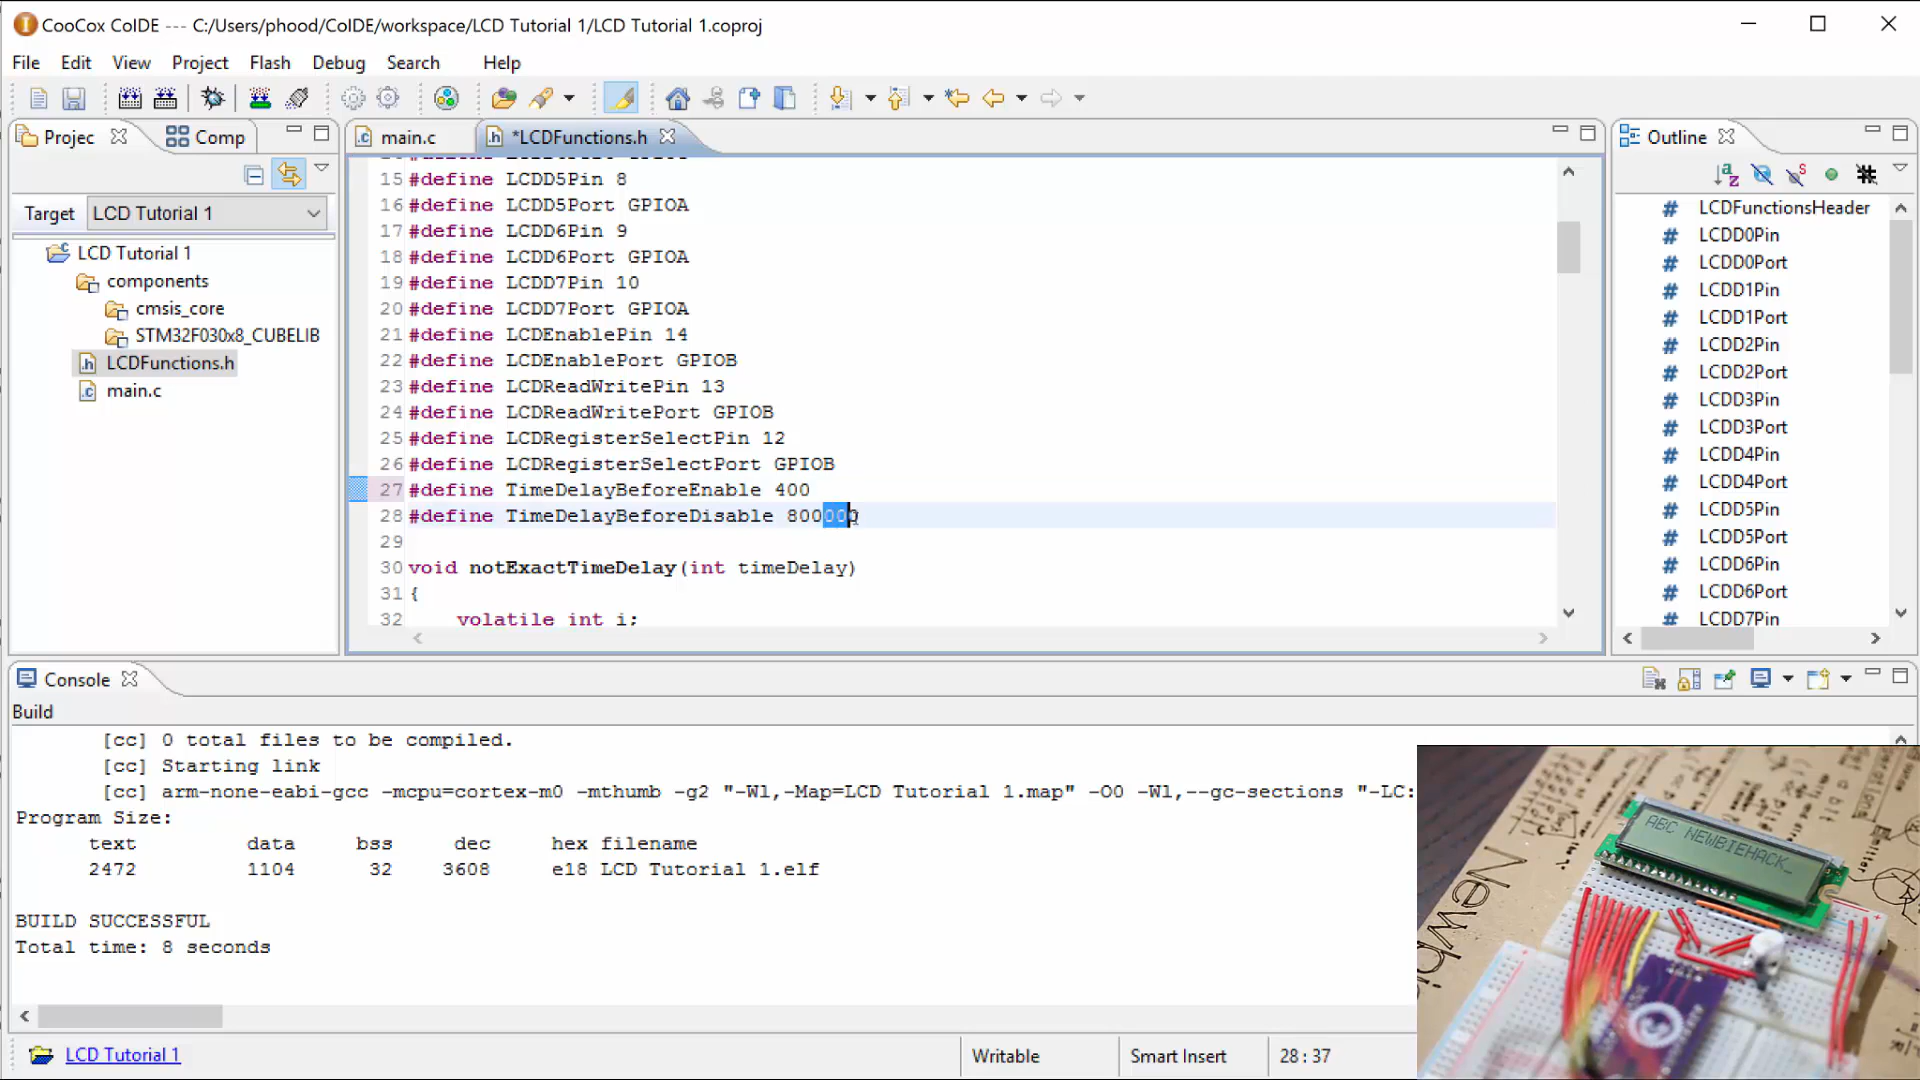 CooCox CoIDE --- C:/Users/phood/CoIDE/workspace/LCD Tutorial 1/LCD Tutorial 1.coproj
File Edit View Project Flash Debug Search Help
Projec Comp
main.c *LCDFunctions.h
Outline
Target LCD Tutorial 1
LCD Tutorial 1
components
cmsis_core
STM32F030x8_CUBELIB
LCDFunctions.h
main.c
15 #define LCDD5Pin 8
16 #define LCDD5Port GPIOA
17 #define LCDD6Pin 9
18 #define LCDD6Port GPIOA
19 #define LCDD7Pin 10
20 #define LCDD7Port GPIOA
21 #define LCDEnablePin 14
22 #define LCDEnablePort GPIOB
23 #define LCDReadWritePin 13
24 #define LCDReadWritePort GPIOB
25 #define LCDRegisterSelectPin 12
26 #define LCDRegisterSelectPort GPIOB
27 #define TimeDelayBeforeEnable 400
28 #define TimeDelayBeforeDisable 800000
29
30 void notExactTimeDelay(int timeDelay)
31 {
32 volatile int i;
LCDFunctionsHeader
LCDD0Pin
LCDD0Port
LCDD1Pin
LCDD1Port
LCDD2Pin
LCDD2Port
LCDD3Pin
LCDD3Port
LCDD4Pin
LCDD4Port
LCDD5Pin
LCDD5Port
LCDD6Pin
LCDD6Port
LCDD7Pin
Console
Build
[cc] 0 total files to be compiled.
[cc] Starting link
[cc] arm-none-eabi-gcc -mcpu=cortex-m0 -mthumb -g2 "-Wl,-Map=LCD Tutorial 1.map" -O0 -Wl,--gc-sections "-LC:
Program Size:
text data bss dec hex filename
2472 1104 32 3608 e18 LCD Tutorial 1.elf
BUILD SUCCESSFUL
Total time: 8 seconds
LCD Tutorial 1
Writable
Smart Insert
28:37
ABC NEWBIEHACK_